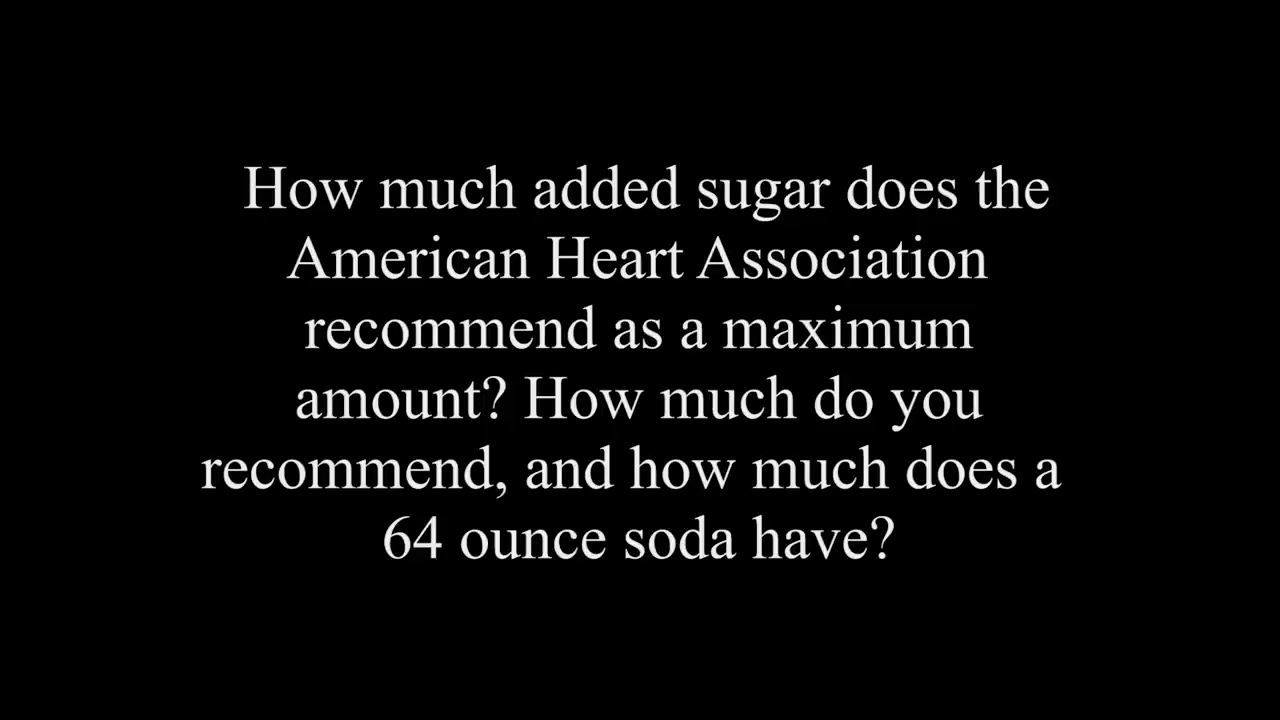 How much added sugar does the
American Heart Association
recommend as a maximum
amount? How much do you
recommend, and how much does a
64 ounce soda have?